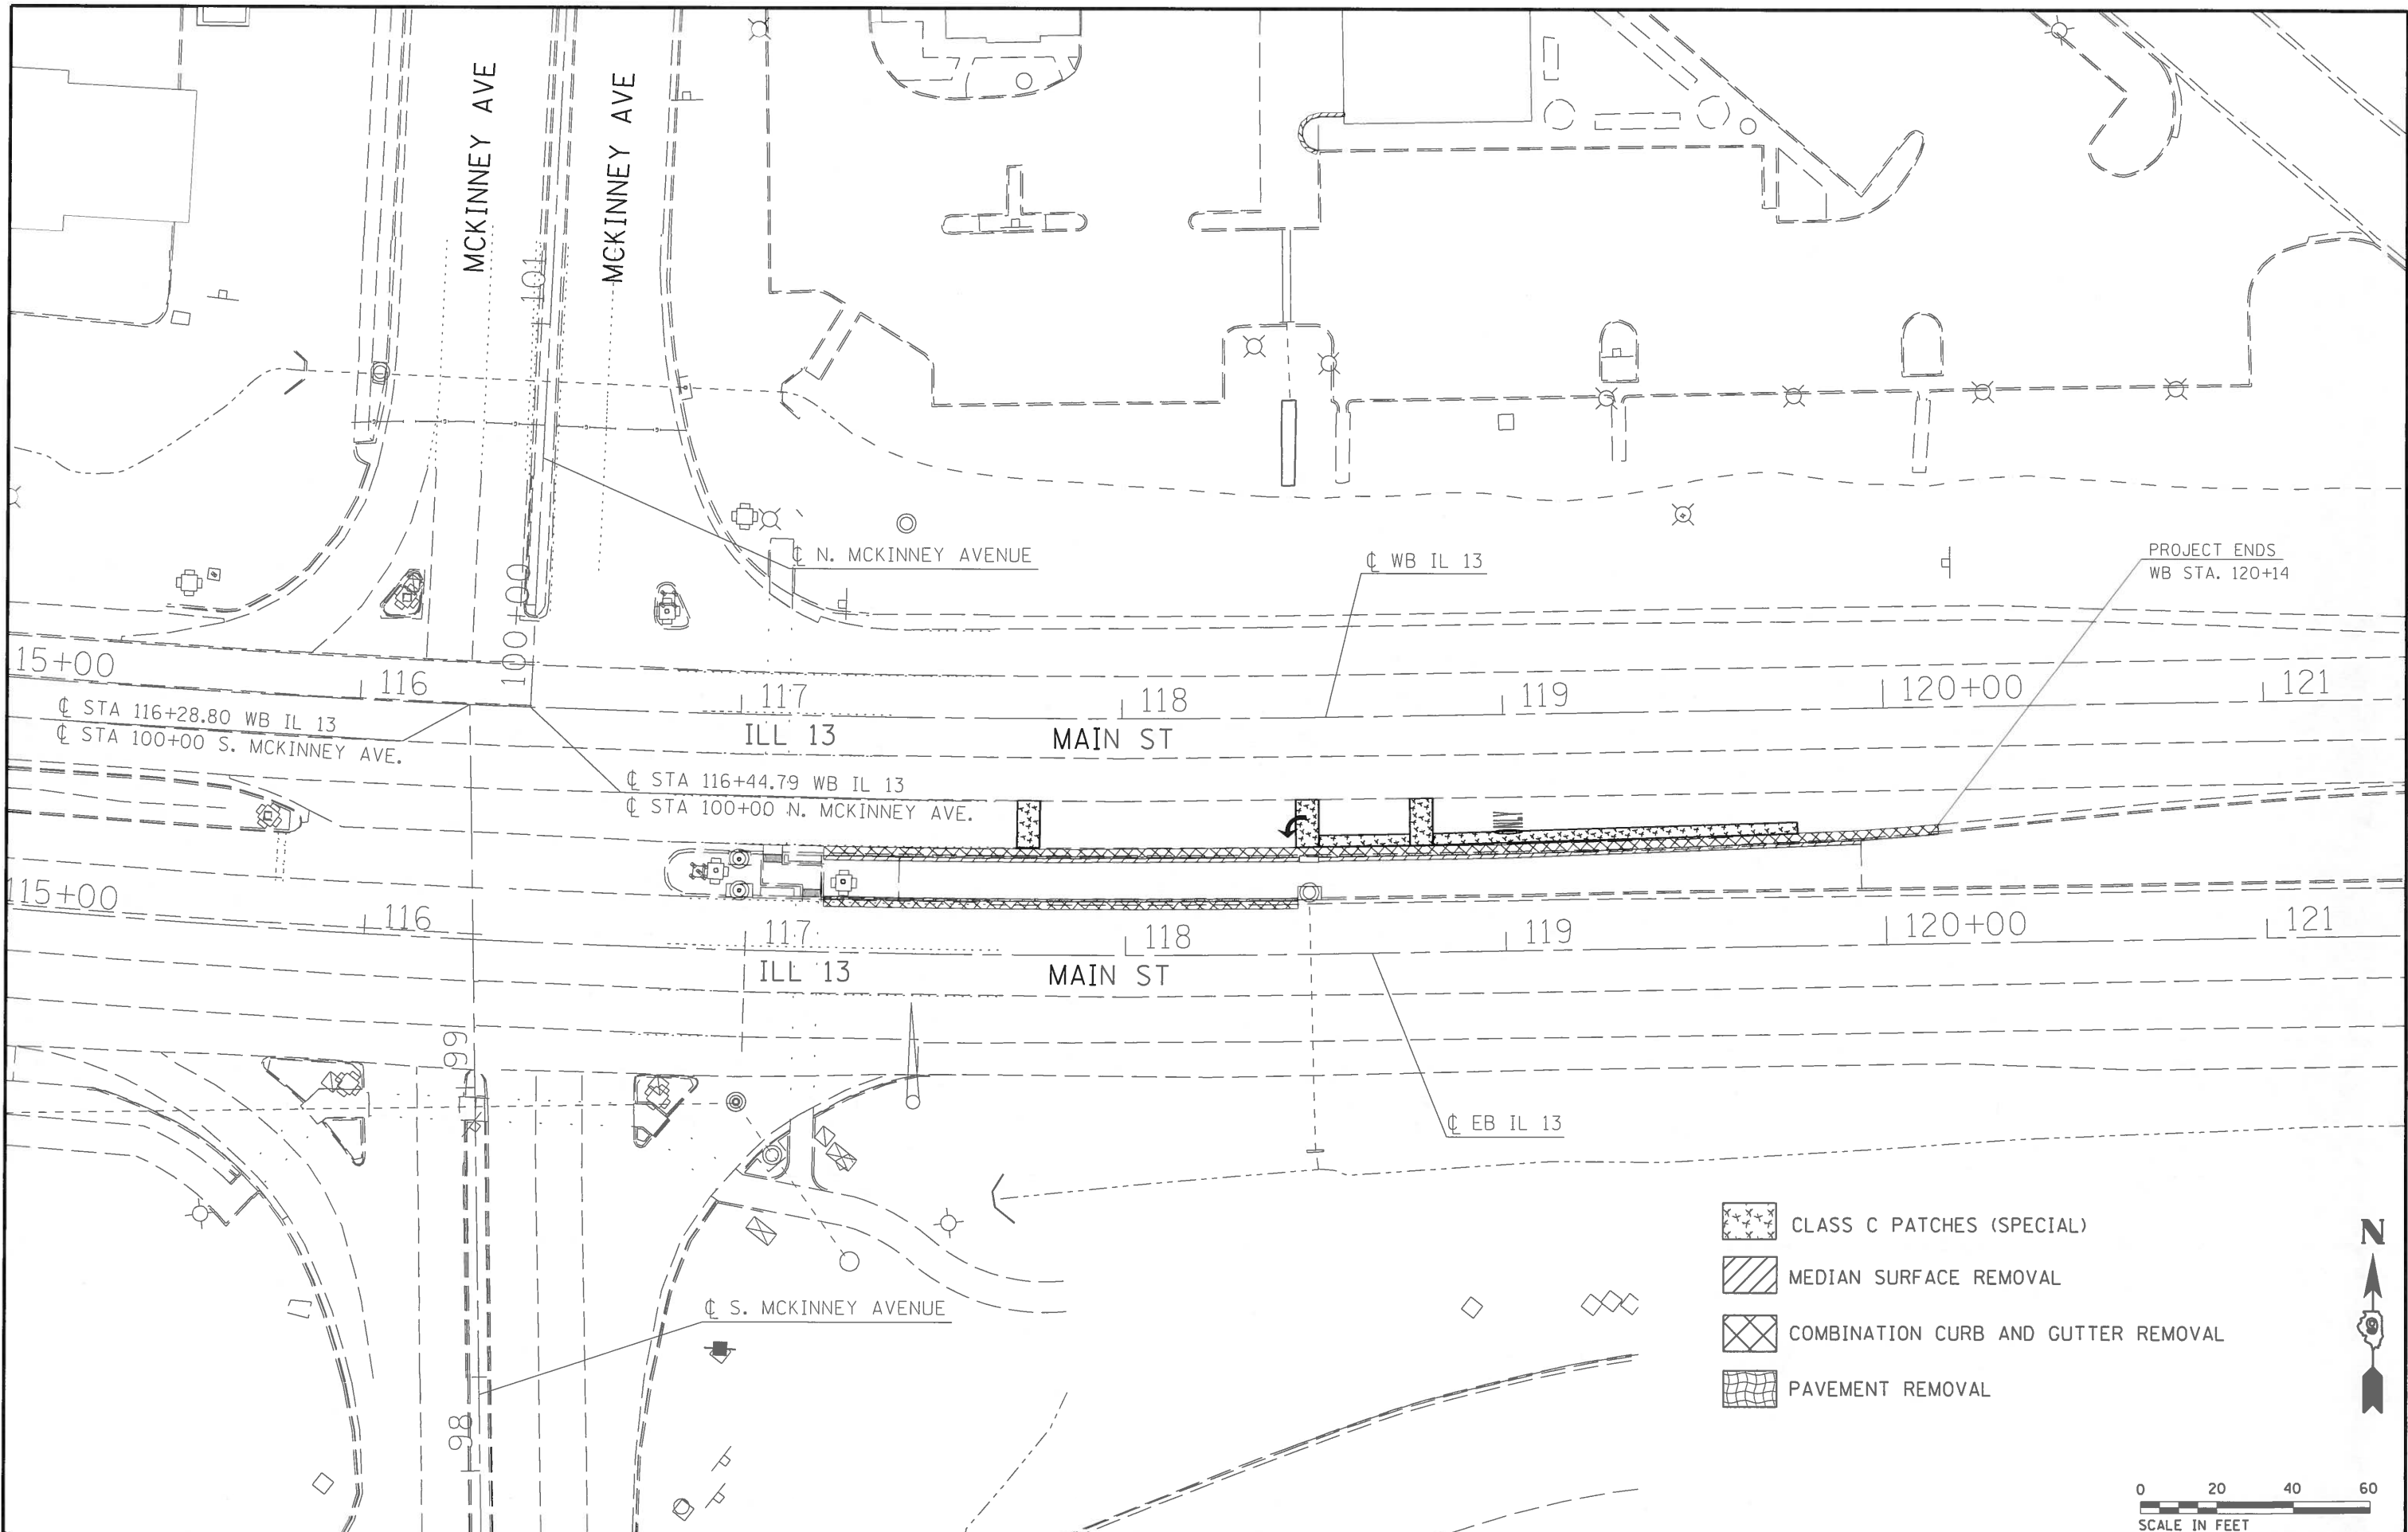 MCKINNEY AVE
MCKINNEY AVE
101
100+00
℄ N. MCKINNEY AVENUE
℄ WB IL 13
PROJECT ENDS
WB STA. 120+14
15+00
116
117
118
119
120+00
121
℄ STA 116+28.80 WB IL 13
℄ STA 100+00 S. MCKINNEY AVE.
ILL 13
MAIN ST
℄ STA 116+44.79 WB IL 13
℄ STA 100+00 N. MCKINNEY AVE.
115+00
116
117
118
119
120+00
121
ILL 13
MAIN ST
99
℄ EB IL 13
98
℄ S. MCKINNEY AVENUE
CLASS C PATCHES (SPECIAL)
MEDIAN SURFACE REMOVAL
COMBINATION CURB AND GUTTER REMOVAL
PAVEMENT REMOVAL
N
0 20 40 60
SCALE IN FEET